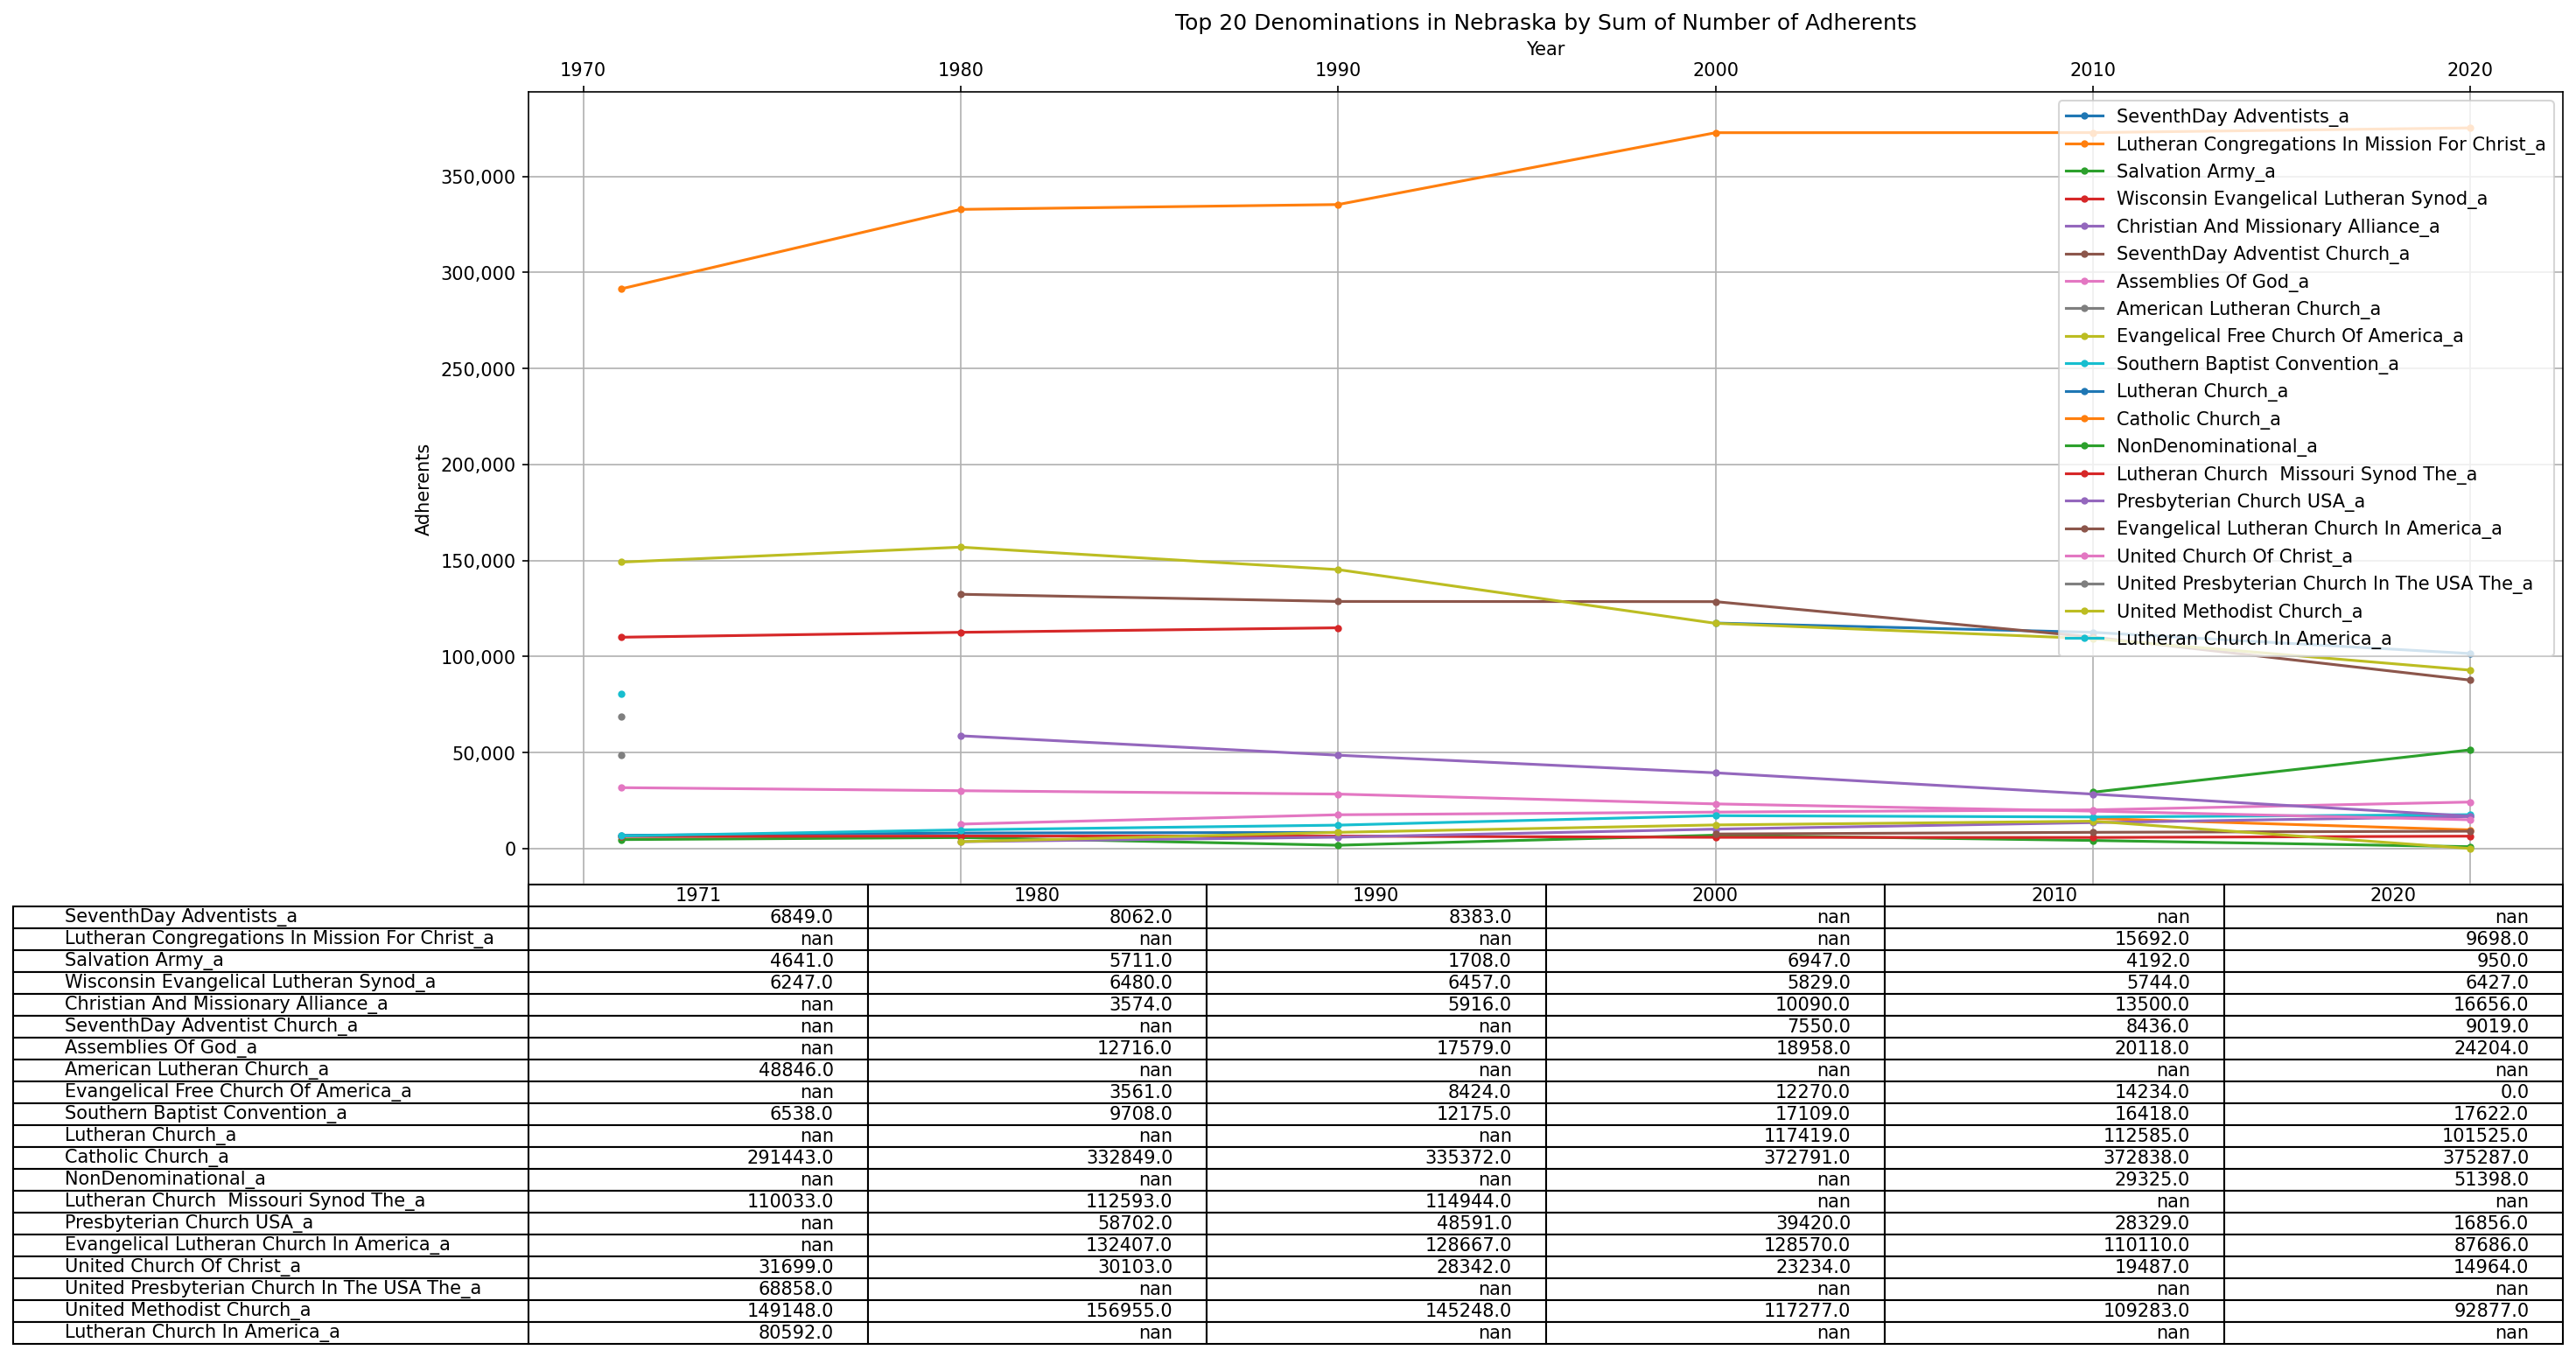 Top 20 Denominations in Nebraska by Sum of Number of Adherents
Year
1970 1980 1990 2000 2010 2020
SeventhDay Adventists_a
Lutheran Congregations In Mission For Christ_a
Salvation Army_a
Wisconsin Evangelical Lutheran Synod_a
Christian And Missionary Alliance_a
SeventhDay Adventist Church_a
Assemblies Of God_a
American Lutheran Church_a
Evangelical Free Church Of America_a
Southern Baptist Convention_a
Lutheran Church_a
Catholic Church_a
NonDenominational_a
Lutheran Church  Missouri Synod The_a
Presbyterian Church USA_a
Evangelical Lutheran Church In America_a
United Church Of Christ_a
United Presbyterian Church In The USA The_a
United Methodist Church_a
Lutheran Church In America_a
350,000
300,000
250,000
200,000
150,000
100,000
50,000
0
Adherents
1971 1980 1990 2000 2010 2020
SeventhDay Adventists_a 6849.0 8062.0 8383.0 nan nan nan
Lutheran Congregations In Mission For Christ_a nan nan nan nan 15692.0 9698.0
Salvation Army_a 4641.0 5711.0 1708.0 6947.0 4192.0 950.0
Wisconsin Evangelical Lutheran Synod_a 6247.0 6480.0 6457.0 5829.0 5744.0 6427.0
Christian And Missionary Alliance_a nan 3574.0 5916.0 10090.0 13500.0 16656.0
SeventhDay Adventist Church_a nan nan nan 7550.0 8436.0 9019.0
Assemblies Of God_a nan 12716.0 17579.0 18958.0 20118.0 24204.0
American Lutheran Church_a 48846.0 nan nan nan nan nan
Evangelical Free Church Of America_a nan 3561.0 8424.0 12270.0 14234.0 0.0
Southern Baptist Convention_a 6538.0 9708.0 12175.0 17109.0 16418.0 17622.0
Lutheran Church_a nan nan nan 117419.0 112585.0 101525.0
Catholic Church_a 291443.0 332849.0 335372.0 372791.0 372838.0 375287.0
NonDenominational_a nan nan nan nan 29325.0 51398.0
Lutheran Church  Missouri Synod The_a 110033.0 112593.0 114944.0 nan nan nan
Presbyterian Church USA_a nan 58702.0 48591.0 39420.0 28329.0 16856.0
Evangelical Lutheran Church In America_a nan 132407.0 128667.0 128570.0 110110.0 87686.0
United Church Of Christ_a 31699.0 30103.0 28342.0 23234.0 19487.0 14964.0
United Presbyterian Church In The USA The_a 68858.0 nan nan nan nan nan
United Methodist Church_a 149148.0 156955.0 145248.0 117277.0 109283.0 92877.0
Lutheran Church In America_a 80592.0 nan nan nan nan nan